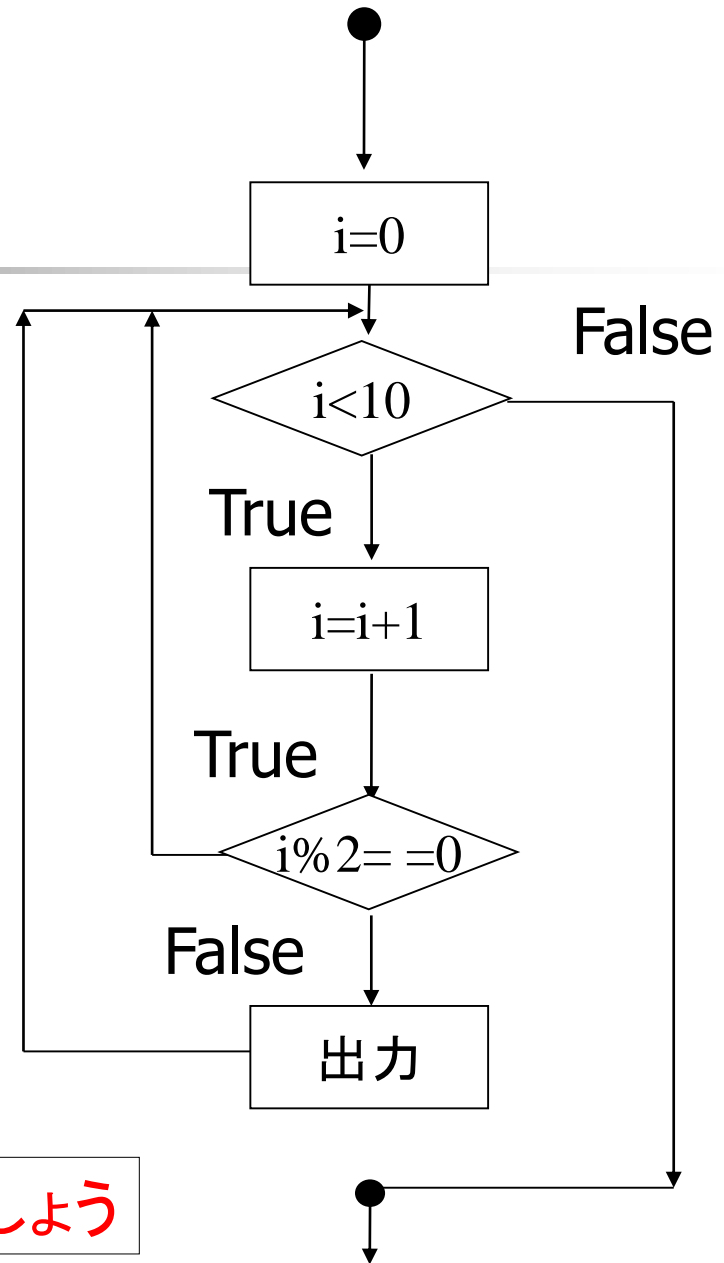 i=0
False
i<10
True
i=i+1
True
i%2= =0
False
出力
しょう